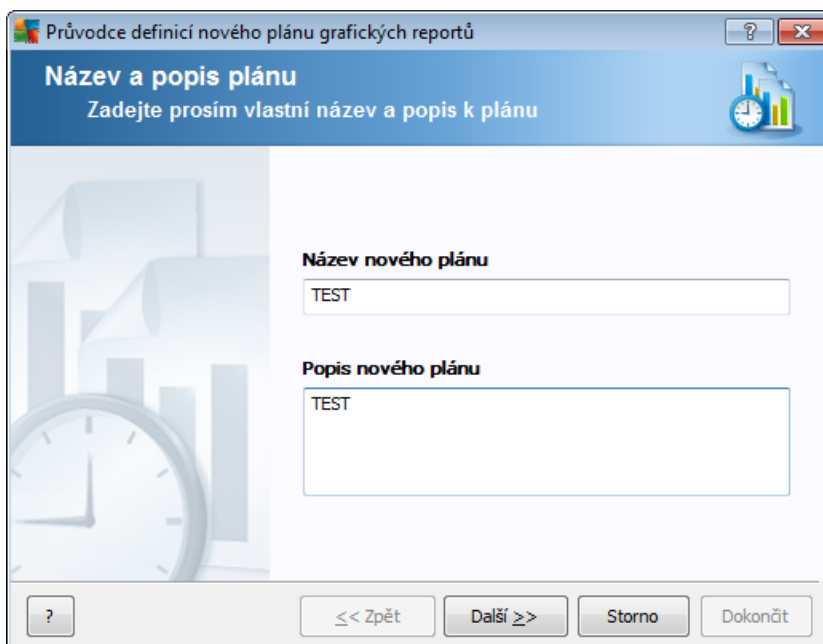 Průvodce definicí nového plánu grafických reportů
Název a popis plánu
Zadejte prosím vlastní název a popis k plánu
Název nového plánu
TEST
Popis nového plánu
TEST
? << Zpět Další >> Storno Dokončit